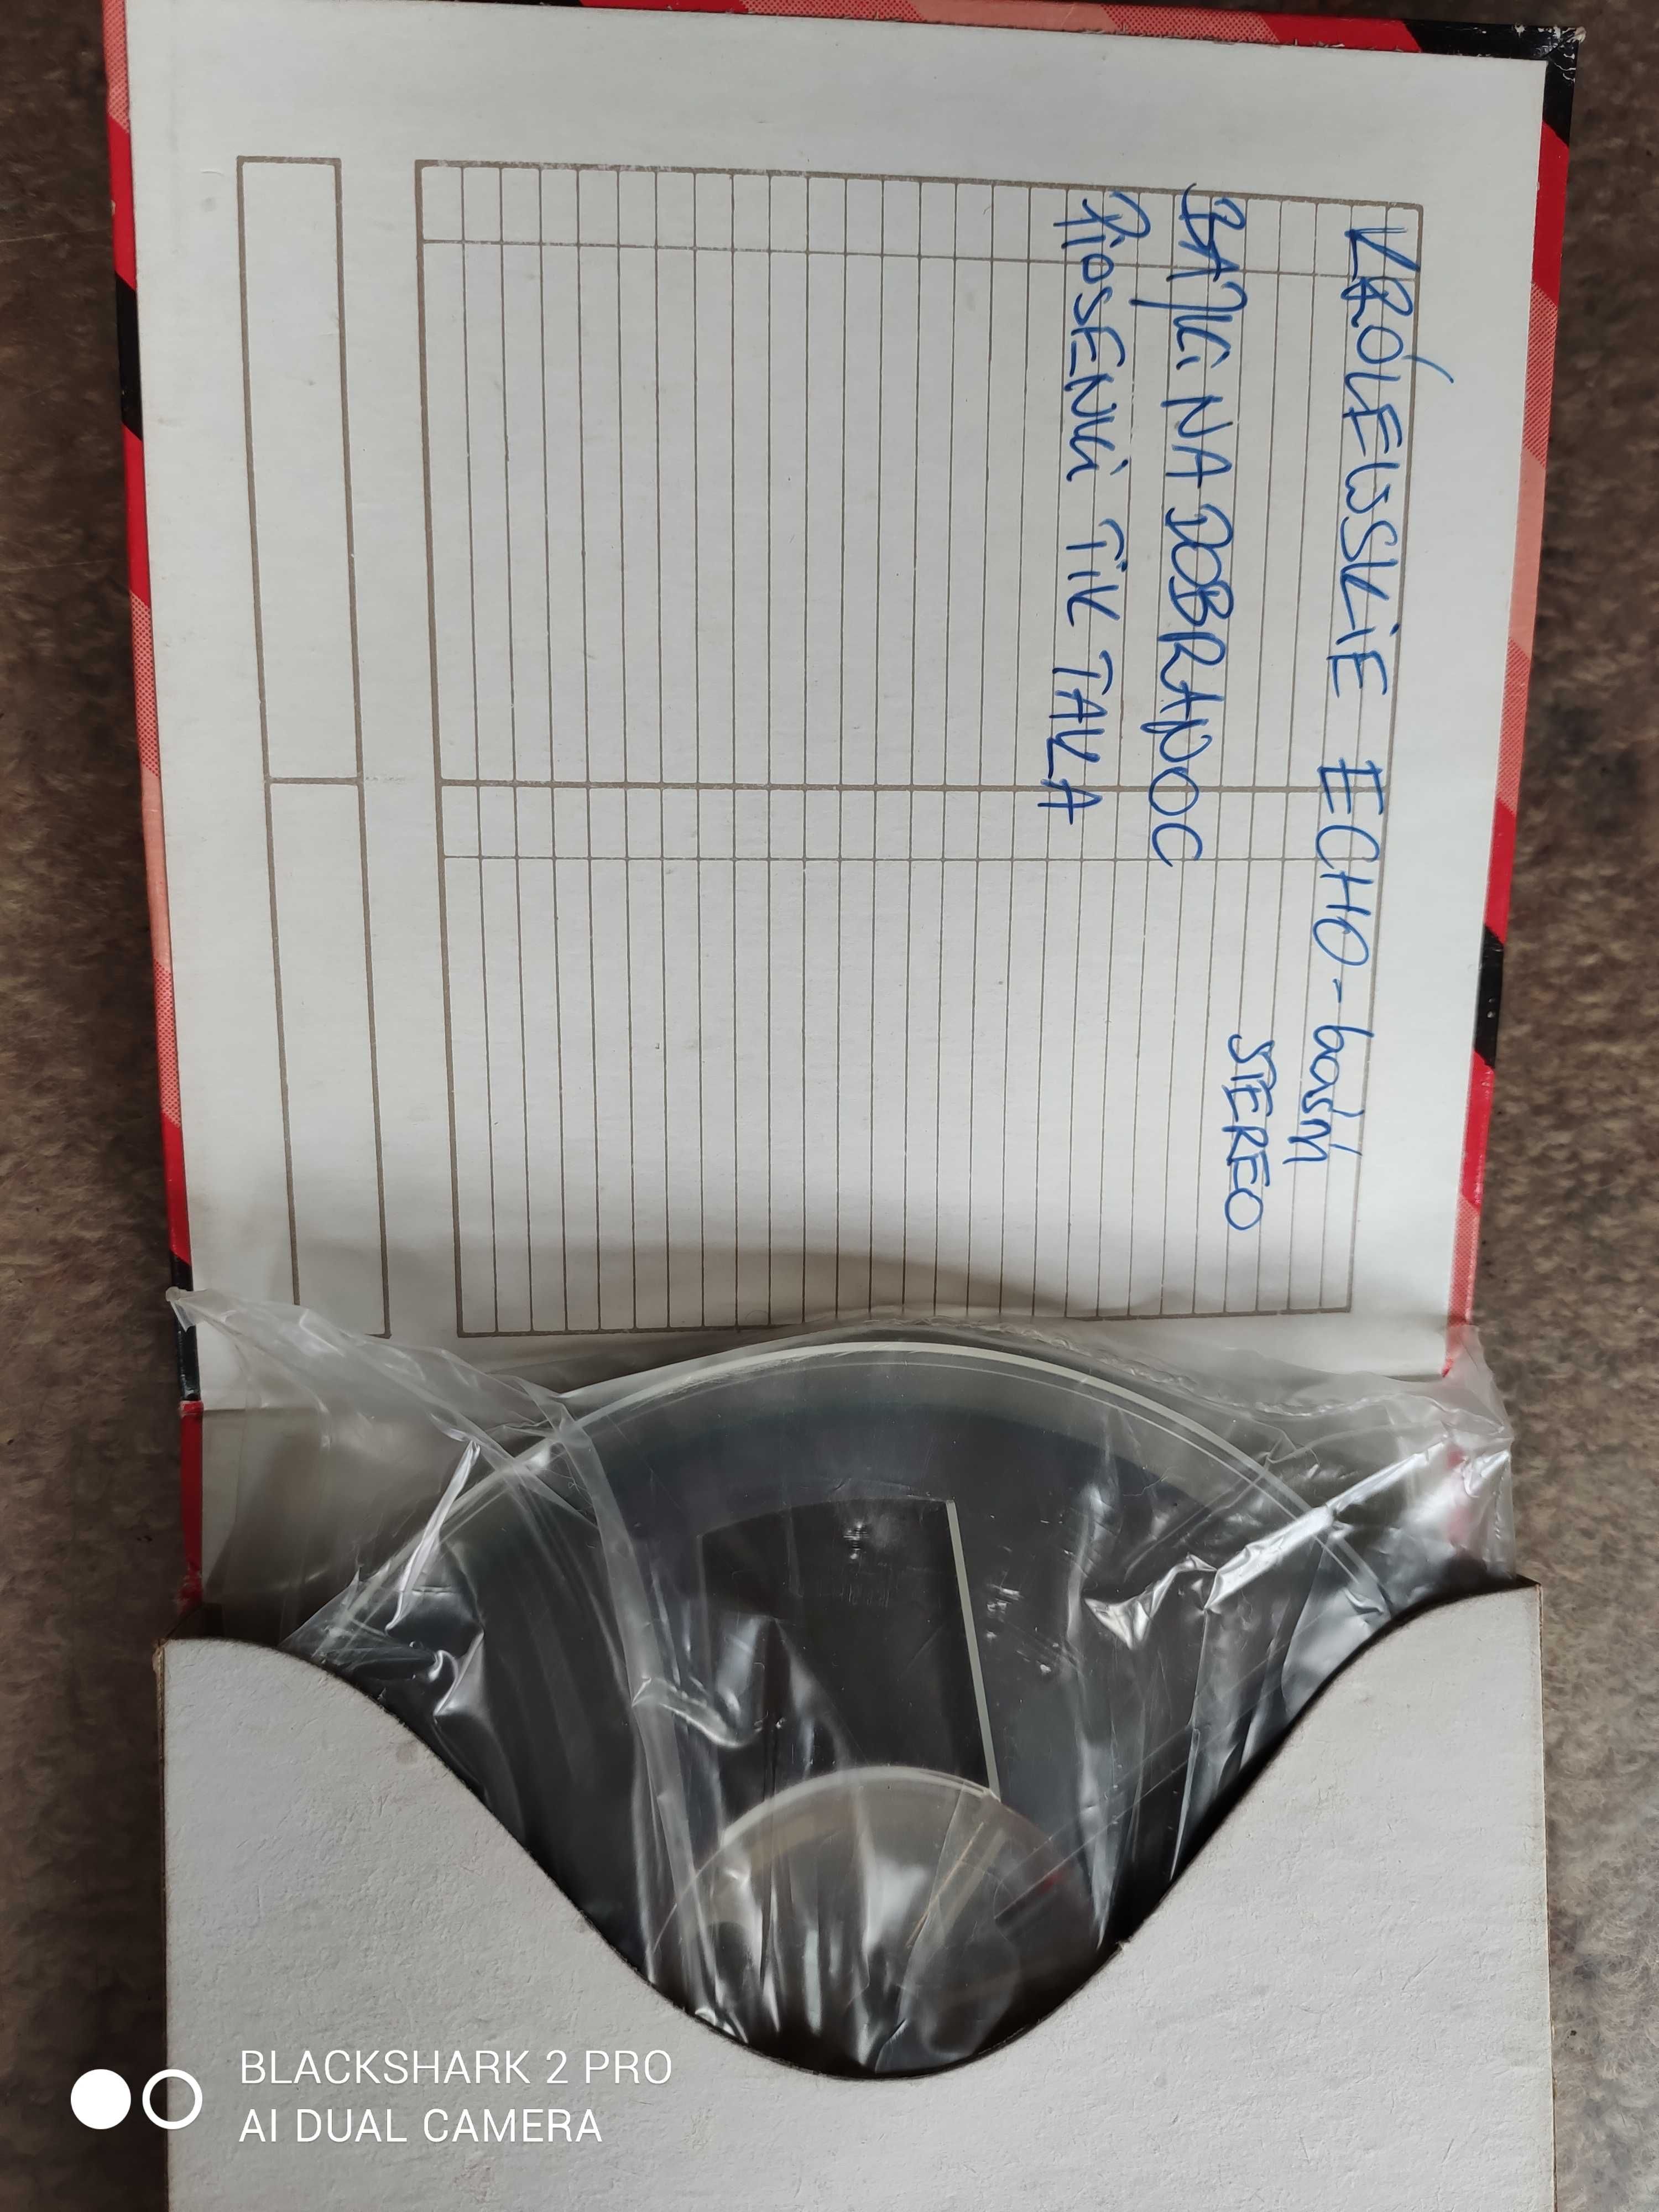 KRÓLEWSKIE ECHO - baśń
STEREO
BAJKi NA DOBRANOC
PiOSENKi TiK TAKA
BLACKSHARK 2 PRO
AI DUAL CAMERA